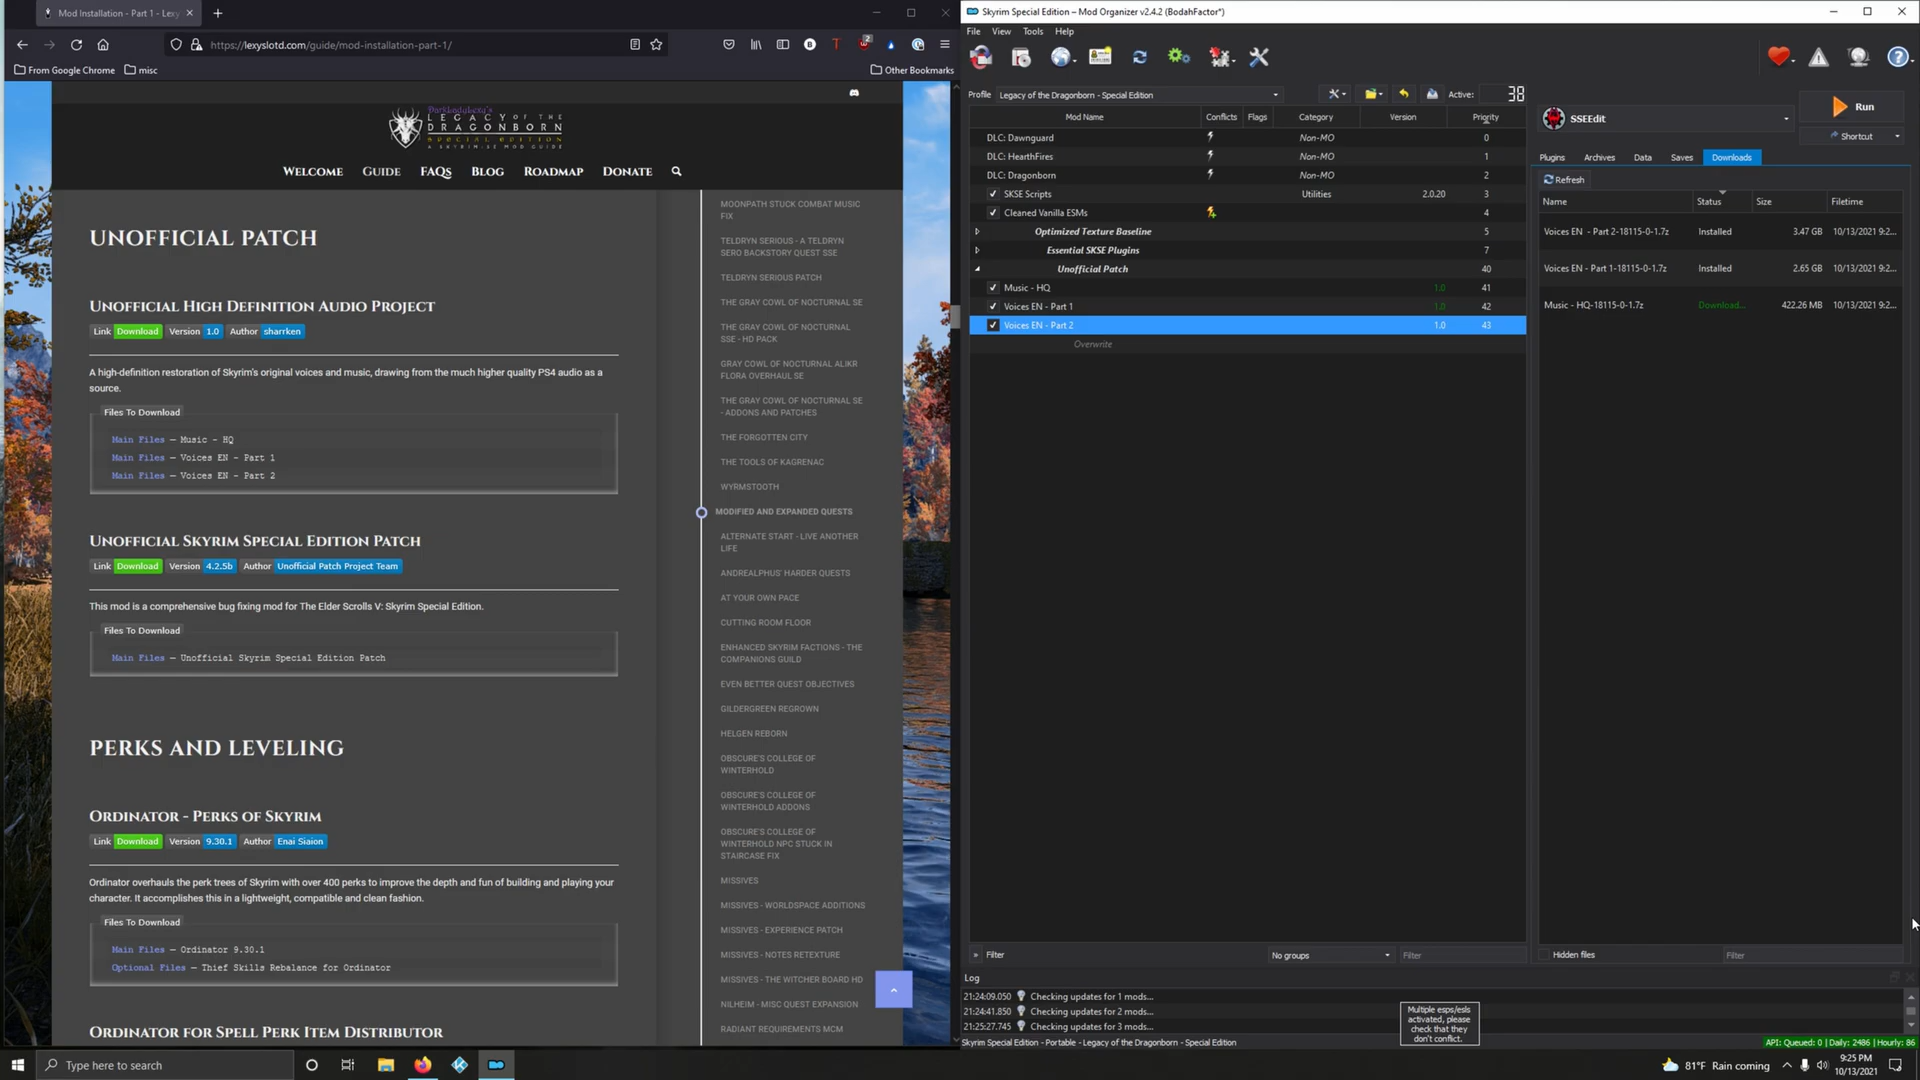 Mod Installation - Part 1 - Lexy
https://lexyslotd.com/guide/mod-installation-part-1/
From Google Chrome
misc
Other Bookmarks
DarkladyLexy's
LEGACY OF THE
DRAGONBORN
SPECIAL EDITION
A SKYRIM-SE MOD GUIDE
WELCOME
GUIDE
FAQS
BLOG
ROADMAP
DONATE
UNOFFICIAL PATCH
UNOFFICIAL HIGH DEFINITION AUDIO PROJECT
Link Download Version 1.0 Author sharrken
A high-definition restoration of Skyrim's original voices and music, drawing from the much higher quality PS4 audio as a
source.
Files To Download
Main Files – Music - HQ
Main Files – Voices EN - Part 1
Main Files – Voices EN - Part 2
UNOFFICIAL SKYRIM SPECIAL EDITION PATCH
Link Download Version 4.2.5b Author Unofficial Patch Project Team
This mod is a comprehensive bug fixing mod for The Elder Scrolls V: Skyrim Special Edition.
Files To Download
Main Files – Unofficial Skyrim Special Edition Patch
PERKS AND LEVELING
ORDINATOR - PERKS OF SKYRIM
Link Download Version 9.30.1 Author Enai Siaion
Ordinator overhauls the perk trees of Skyrim with over 400 perks to improve the depth and fun of building and playing your
character. It accomplishes this in a lightweight, compatible and clean fashion.
Files To Download
Main Files – Ordinator 9.30.1
Optional Files – Thief Skills Rebalance for Ordinator
ORDINATOR FOR SPELL PERK ITEM DISTRIBUTOR
MOONPATH STUCK COMBAT MUSIC
FIX
TELDRYN SERIOUS - A TELDRYN
SERO BACKSTORY QUEST SSE
TELDRYN SERIOUS PATCH
THE GRAY COWL OF NOCTURNAL SE
THE GRAY COWL OF NOCTURNAL
SSE - HD PACK
GRAY COWL OF NOCTURNAL ALIKR
FLORA OVERHAUL SE
THE GRAY COWL OF NOCTURNAL SE
- ADDONS AND PATCHES
THE FORGOTTEN CITY
THE TOOLS OF KAGRENAC
WYRMSTOOTH
MODIFIED AND EXPANDED QUESTS
ALTERNATE START - LIVE ANOTHER
LIFE
ANDREALPHUS' HARDER QUESTS
AT YOUR OWN PACE
CUTTING ROOM FLOOR
ENHANCED SKYRIM FACTIONS - THE
COMPANIONS GUILD
EVEN BETTER QUEST OBJECTIVES
GILDERGREEN REGROWN
HELGEN REBORN
OBSCURE'S COLLEGE OF
WINTERHOLD
OBSCURE'S COLLEGE OF
WINTERHOLD ADDONS
OBSCURE'S COLLEGE OF
WINTERHOLD NPC STUCK IN
STAIRCASE FIX
MISSIVES
MISSIVES - WORLDSPACE ADDITIONS
MISSIVES - EXPERIENCE PATCH
MISSIVES - NOTES RETEXTURE
MISSIVES - THE WITCHER BOARD HD
NILHEIM - MISC QUEST EXPANSION
RADIANT REQUIREMENTS MCM
Skyrim Special Edition – Mod Organizer v2.4.2 (BodahFactor*)
File View Tools Help
Profile Legacy of the Dragonborn - Special Edition Active: 38
Mod Name Conflicts Flags Category Version Priority
DLC: Dawnguard Non-MO 0
DLC: HearthFires Non-MO 1
DLC: Dragonborn Non-MO 2
SKSE Scripts Utilities 2.0.20 3
Cleaned Vanilla ESMs 4
Optimized Texture Baseline 5
Essential SKSE Plugins 7
Unofficial Patch 40
Music - HQ 1.0 41
Voices EN - Part 1 1.0 42
Voices EN - Part 2 1.0 43
Overwrite
SSEEdit
Run
Shortcut
Plugins Archives Data Saves Downloads
Refresh
Name Status Size Filetime
Voices EN - Part 2-18115-0-1.7z Installed 3.47 GB 10/13/2021 9:2...
Voices EN - Part 1-18115-0-1.7z Installed 2.65 GB 10/13/2021 9:2...
Music - HQ-18115-0-1.7z Download... 422.26 MB 10/13/2021 9:2...
Filter No groups Filter
Hidden files Filter
Log
21:24:09.050 Checking updates for 1 mods...
21:24:41.850 Checking updates for 2 mods...
21:25:27.745 Checking updates for 3 mods...
Multiple esps/esls
activated, please
check that they
don't conflict.
Skyrim Special Edition - Portable - Legacy of the Dragonborn - Special Edition
API: Queued: 0 | Daily: 2486 | Hourly: 86
Type here to search
81°F Rain coming
9:25 PM
10/13/2021